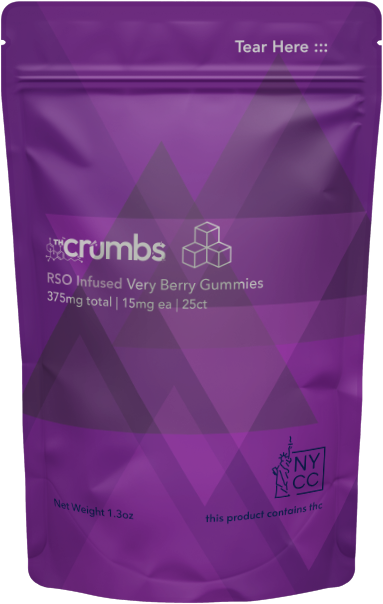 Tear Here :::
THE crumbs
RSO Infused Very Berry Gummies
375mg total | 15mg ea | 25ct
NY
CC
Net Weight 1.3oz
this product contains thc